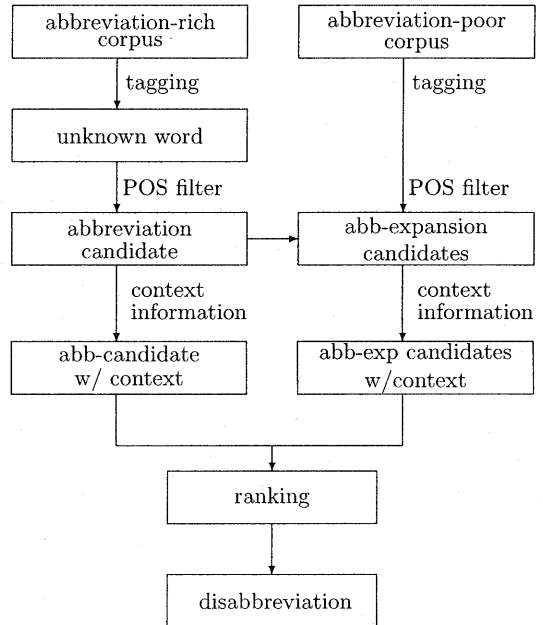 abbreviation-rich
corpus
abbreviation-poor
corpus
tagging
tagging
unknown word
POS filter
POS filter
abbreviation
candidate
abb-expansion
candidates
context
information
context
information
abb-candidate
w/ context
abb-exp candidates
w/context
ranking
disabbreviation